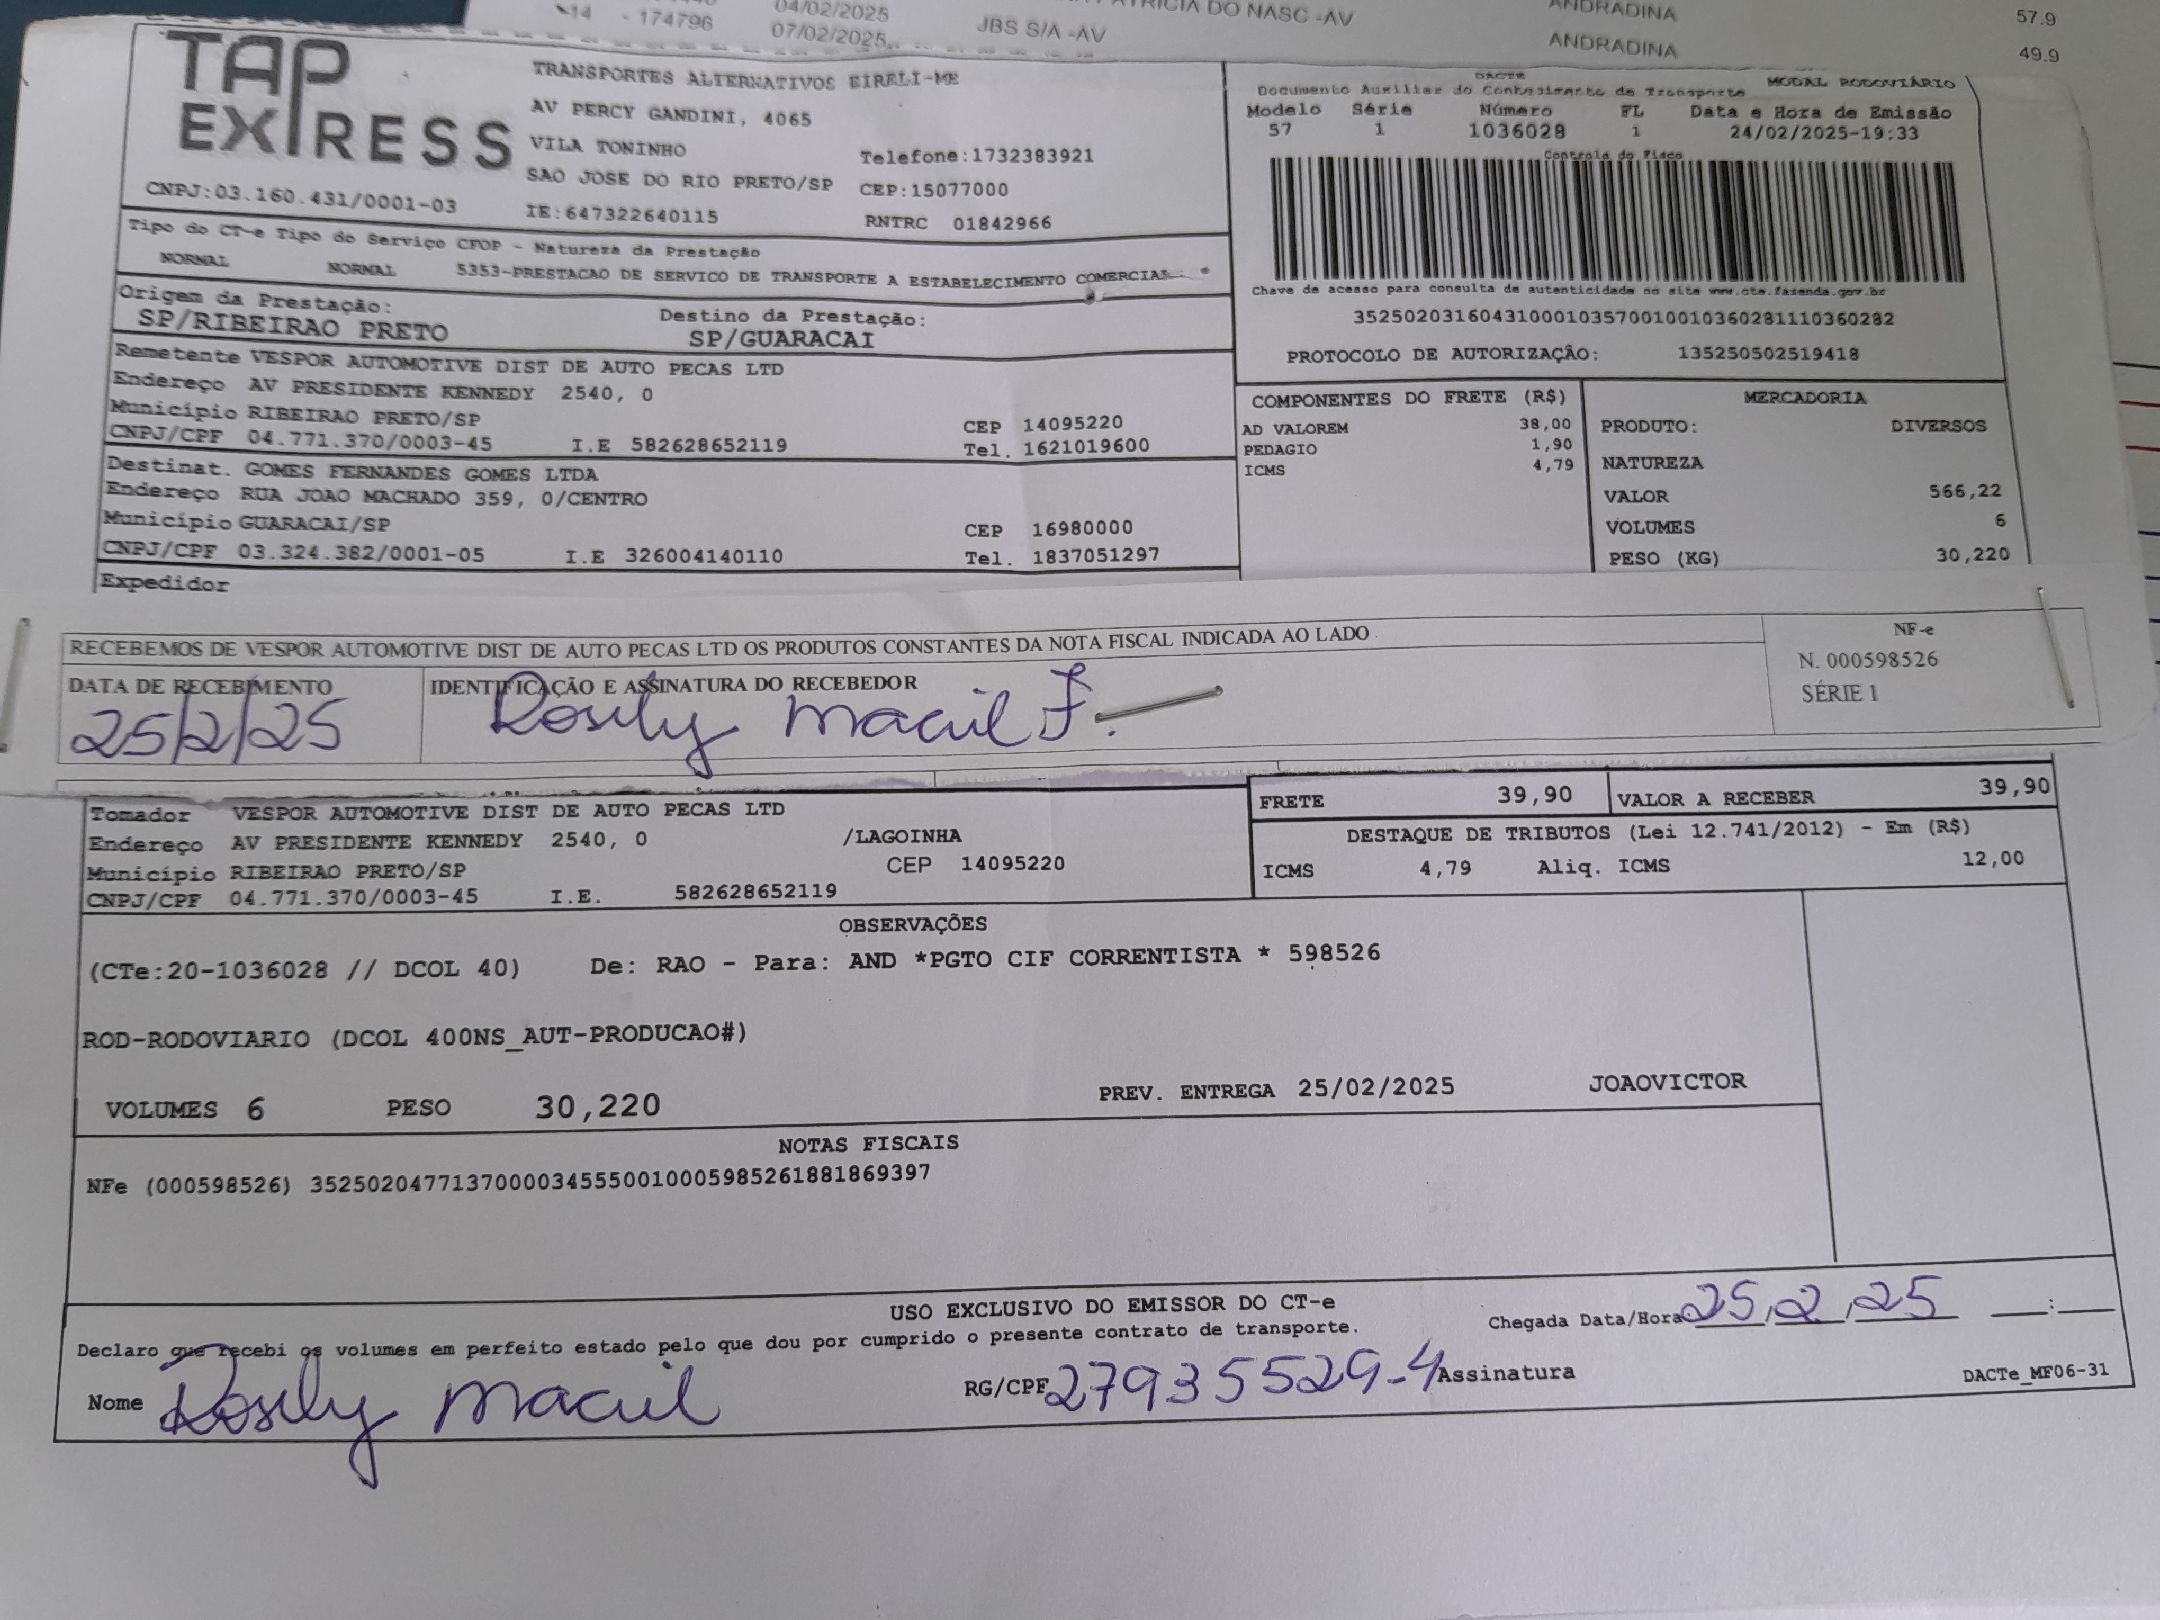 14 - 174796 04/02/2025 ANDRADINA 57.9
07/02/2025 JBS S/A -AV ANDRADINA 49.9
DO NASC -AV
TAP EXPRESS
TRANSPORTES ALTERNATIVOS EIRELI-ME
AV PERCY GANDINI, 4065
VILA TONINHO Telefone:1732383921
SAO JOSE DO RIO PRETO/SP CEP:15077000
CNPJ:03.160.431/0001-03 IE:647322640115 RNTRC 01842966
DACTE MODAL RODOVIÁRIO
Documento Auxiliar do Conhecimento de Transporte
Modelo Série Número FL Data e Hora de Emissão
57 1 1036028 1 24/02/2025-19:33
Controle do Fisco
Chave de acesso para consulta de autenticidade no site www.cte.fazenda.gov.br
35250203160431000103570010010360281110360282
PROTOCOLO DE AUTORIZAÇÃO: 135250502519418
Tipo do CT-e Tipo do Serviço CFOP - Natureza da Prestação
NORMAL NORMAL 5353-PRESTACAO DE SERVICO DE TRANSPORTE A ESTABELECIMENTO COMERCIAL
Origem da Prestação: Destino da Prestação:
SP/RIBEIRAO PRETO SP/GUARACAI
Remetente VESPOR AUTOMOTIVE DIST DE AUTO PECAS LTD
Endereço AV PRESIDENTE KENNEDY 2540, 0
Município RIBEIRAO PRETO/SP CEP 14095220
CNPJ/CPF 04.771.370/0003-45 I.E 582628652119 Tel. 1621019600
Destinat. GOMES FERNANDES GOMES LTDA
Endereço RUA JOAO MACHADO 359, 0/CENTRO
Município GUARACAI/SP CEP 16980000
CNPJ/CPF 03.324.382/0001-05 I.E 326004140110 Tel. 1837051297
Expedidor
COMPONENTES DO FRETE (R$)
AD VALOREM 38,00
PEDAGIO 1,90
ICMS 4,79
MERCADORIA
PRODUTO: DIVERSOS
NATUREZA
VALOR 566,22
VOLUMES 6
PESO (KG) 30,220
RECEBEMOS DE VESPOR AUTOMOTIVE DIST DE AUTO PECAS LTD OS PRODUTOS CONSTANTES DA NOTA FISCAL INDICADA AO LADO
DATA DE RECEBIMENTO IDENTIFICAÇÃO E ASSINATURA DO RECEBEDOR
25/2/25
NF-e
N. 000598526
SÉRIE 1
Tomador VESPOR AUTOMOTIVE DIST DE AUTO PECAS LTD
Endereço AV PRESIDENTE KENNEDY 2540, 0 /LAGOINHA
Município RIBEIRAO PRETO/SP CEP 14095220
CNPJ/CPF 04.771.370/0003-45 I.E. 582628652119
FRETE 39,90 VALOR A RECEBER 39,90
DESTAQUE DE TRIBUTOS (Lei 12.741/2012) - Em (R$)
ICMS 4,79 Aliq. ICMS 12,00
OBSERVAÇÕES
(CTe:20-1036028 // DCOL 40) De: RAO - Para: AND *PGTO CIF CORRENTISTA * 598526
ROD-RODOVIARIO (DCOL 400NS_AUT-PRODUCAO#)
VOLUMES 6 PESO 30,220 PREV. ENTREGA 25/02/2025 JOAOVICTOR
NOTAS FISCAIS
NFe (000598526) 35250204771370000345550010005985261881869397
USO EXCLUSIVO DO EMISSOR DO CT-e
Declaro que recebi os volumes em perfeito estado pelo que dou por cumprido o presente contrato de transporte.
Chegada Data/Hora 25,2,25 __:__
Nome RG/CPF 27935529-4 Assinatura
DACTe_MF06-31